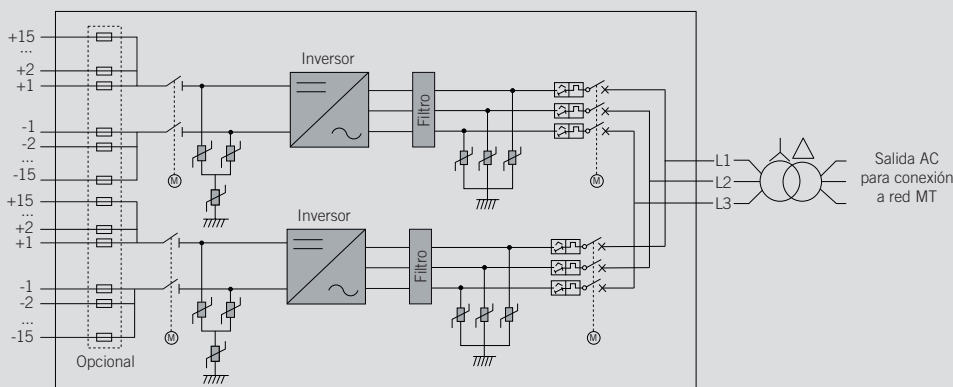 +15
...
+2
+1
-1
-2
...
-15
Inversor
Filtro
M
M
+15
...
+2
+1
-1
-2
...
-15
Inversor
Filtro
M
M
Opcional
L1
L2
L3
Salida AC
para conexión
a red MT